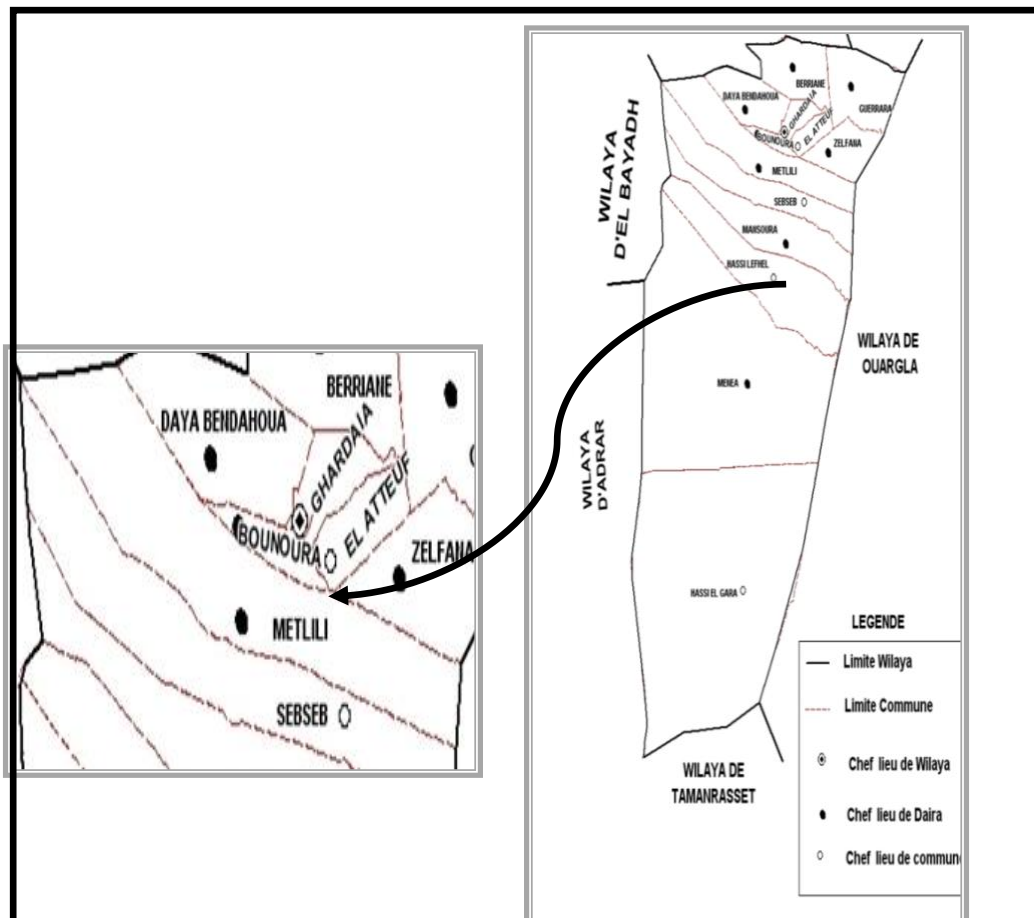 BERRIANE
DAYA BENDAHOUA
GHARDAIA
BOUNOURA
EL ATTEUF
ZELFANA
METLILI
SEBSEB
BERRIANE
GUERRARA
DAYA BENDAHOUA
GHARDAIA
BOUNOURA
EL ATTEUF
ZELFANA
METLILI
SEBSEB
MANSOURA
HASSI LEFHEL
MENEA
HASSI EL GARA
WILAYA
D'EL BAYADH
WILAYA DE
OUARGLA
WILAYA
D'ADRAR
WILAYA DE
TAMANRASSET
LEGENDE
Limite Wilaya
Limite Commune
Chef lieu de Wilaya
Chef lieu de Daira
Chef lieu de commune